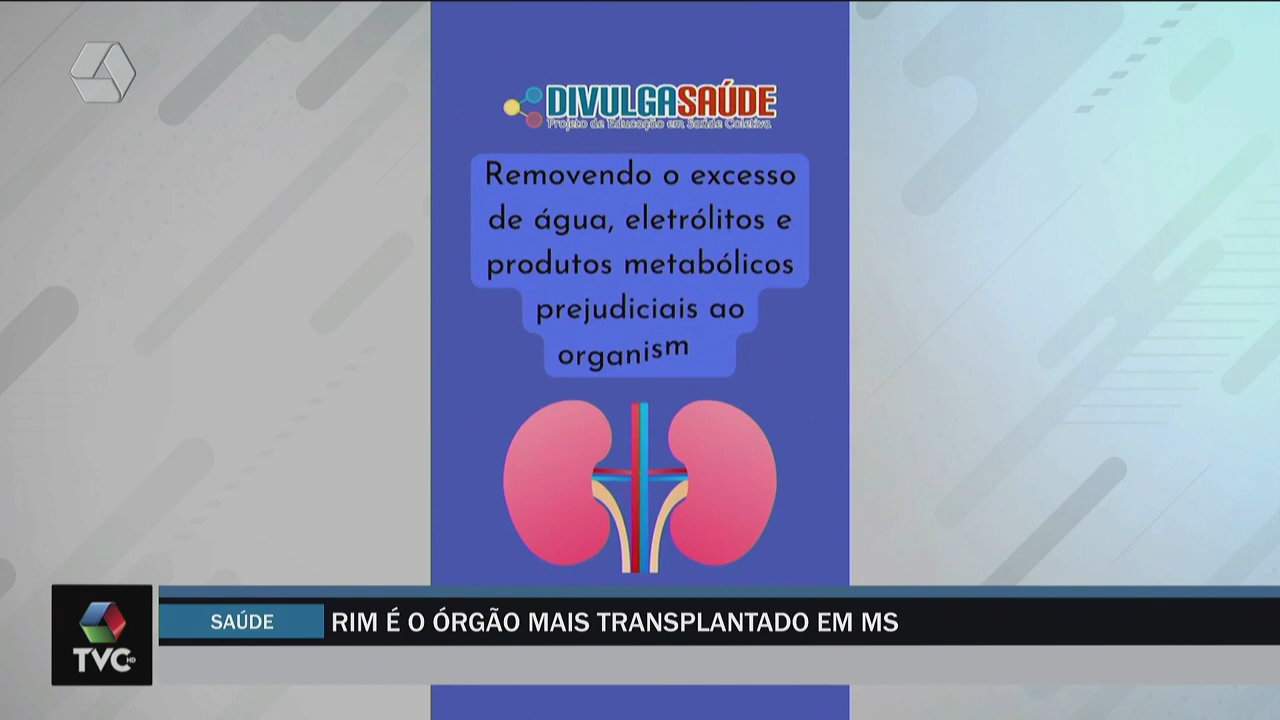 DIVULGASAÚDE
Projeto de Educação em Saúde Coletiva
Removendo o excesso
de água, eletrólitos e
produtos metabólicos
prejudiciais ao
organism
SAÚDE
RIM É O ÓRGÃO MAIS TRANSPLANTADO EM MS
TVC HD